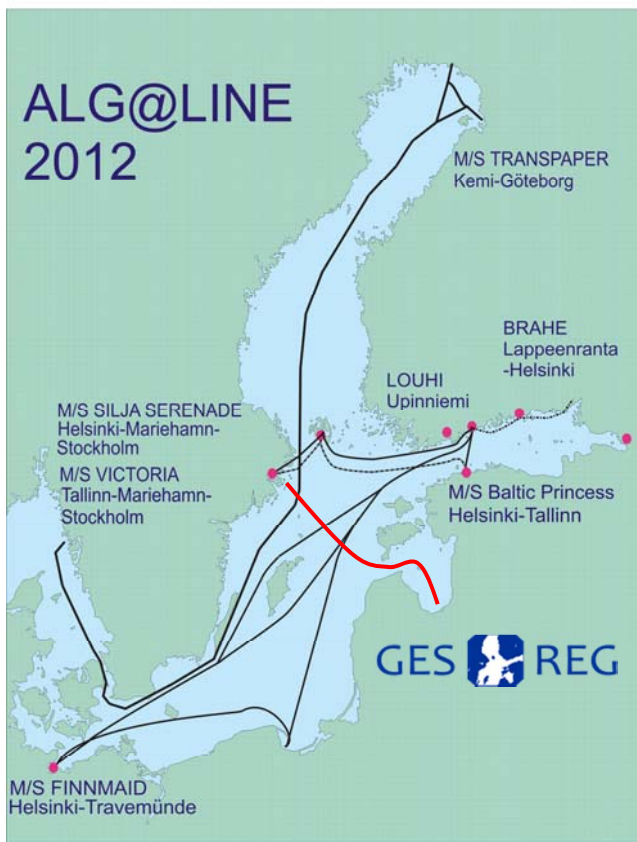 ALG@LINE
2012
M/S TRANSPAPER
Kemi-Göteborg
BRAHE
Lappeenranta
-Helsinki
LOUHI
Upinniemi
M/S SILJA SERENADE
Helsinki-Mariehamn-
Stockholm
M/S VICTORIA
Tallinn-Mariehamn-
Stockholm
M/S Baltic Princess
Helsinki-Tallinn
GES REG
M/S FINNMAID
Helsinki-Travemünde